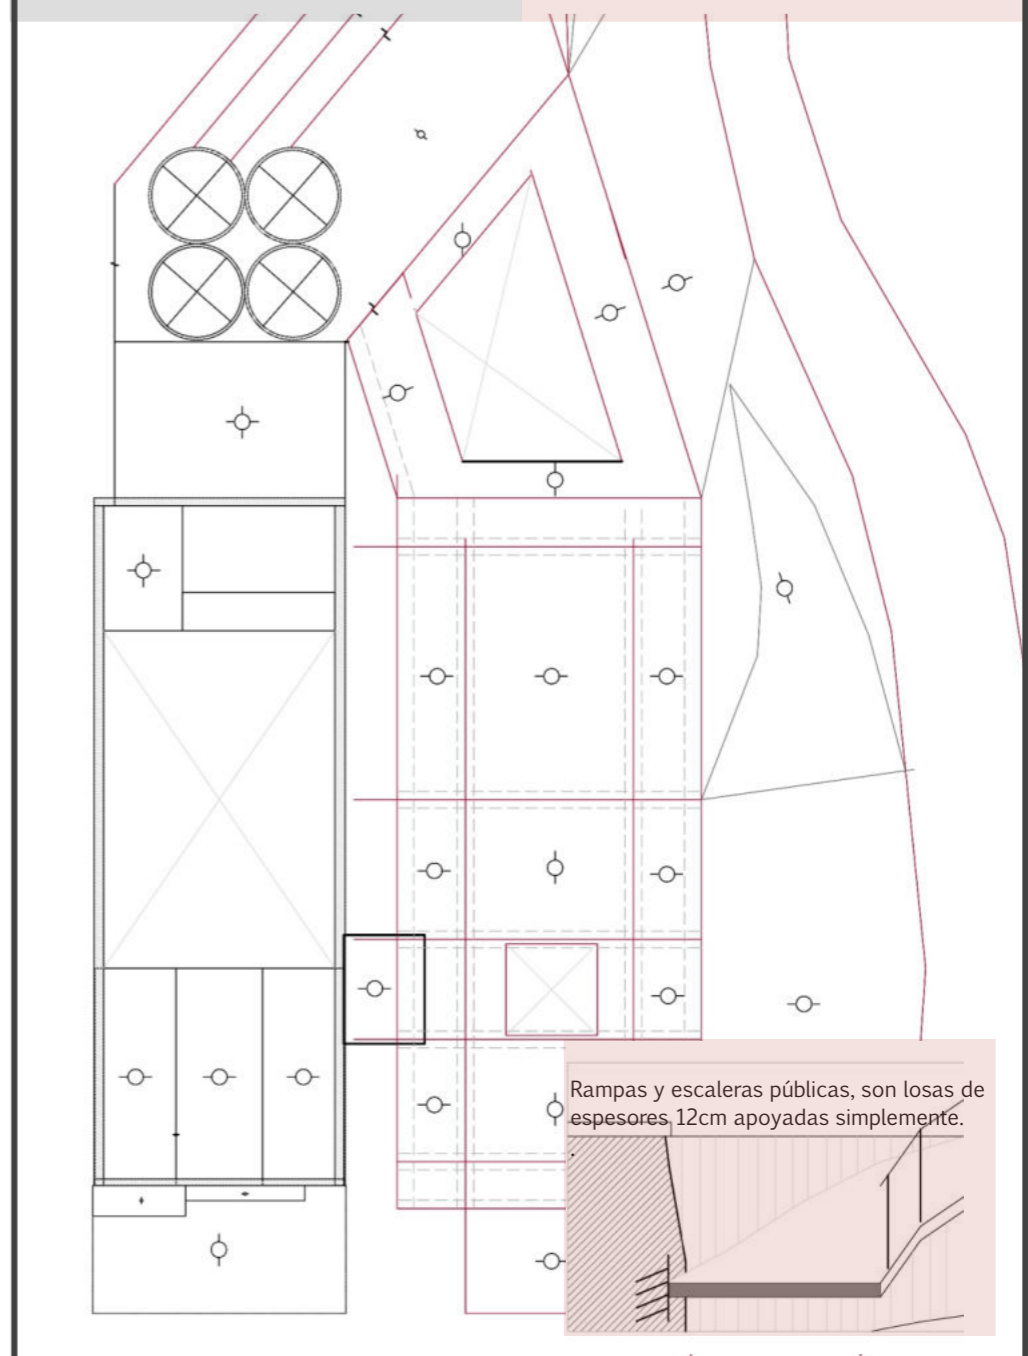 Rampas y escaleras públicas, son losas de
espesores 12cm apoyadas simplemente.
.